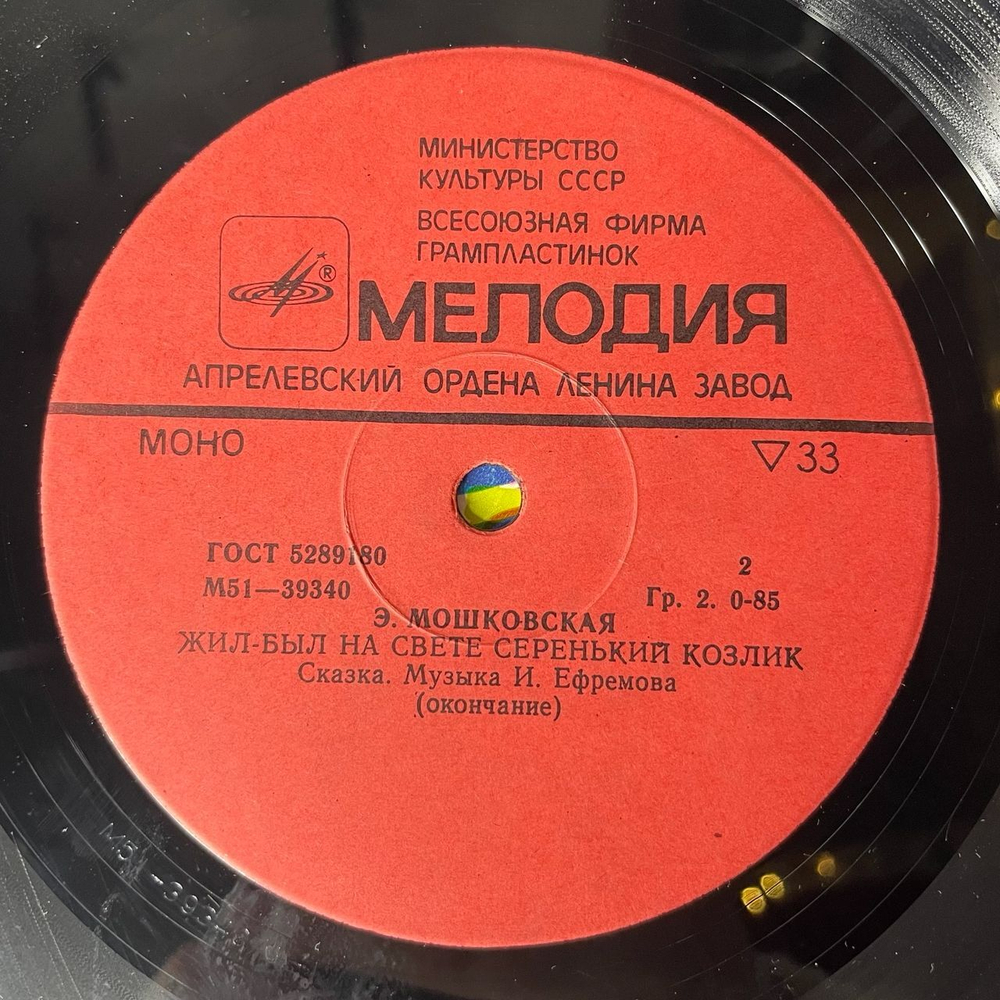 МИНИСТЕРСТВО
КУЛЬТУРЫ СССР
ВСЕСОЮЗНАЯ ФИРМА
ГРАМПЛАСТИНОК
®
МЕЛОДИЯ
АПРЕЛЕВСКИЙ ОРДЕНА ЛЕНИНА ЗАВОД
МОНО ▽33
ГОСТ 5289180 2
М51—39340 Гр. 2. 0-85
Э. МОШКОВСКАЯ
ЖИЛ-БЫЛ НА СВЕТЕ СЕРЕНЬКИЙ КОЗЛИК
Сказка. Музыка И. Ефремова
(окончание)